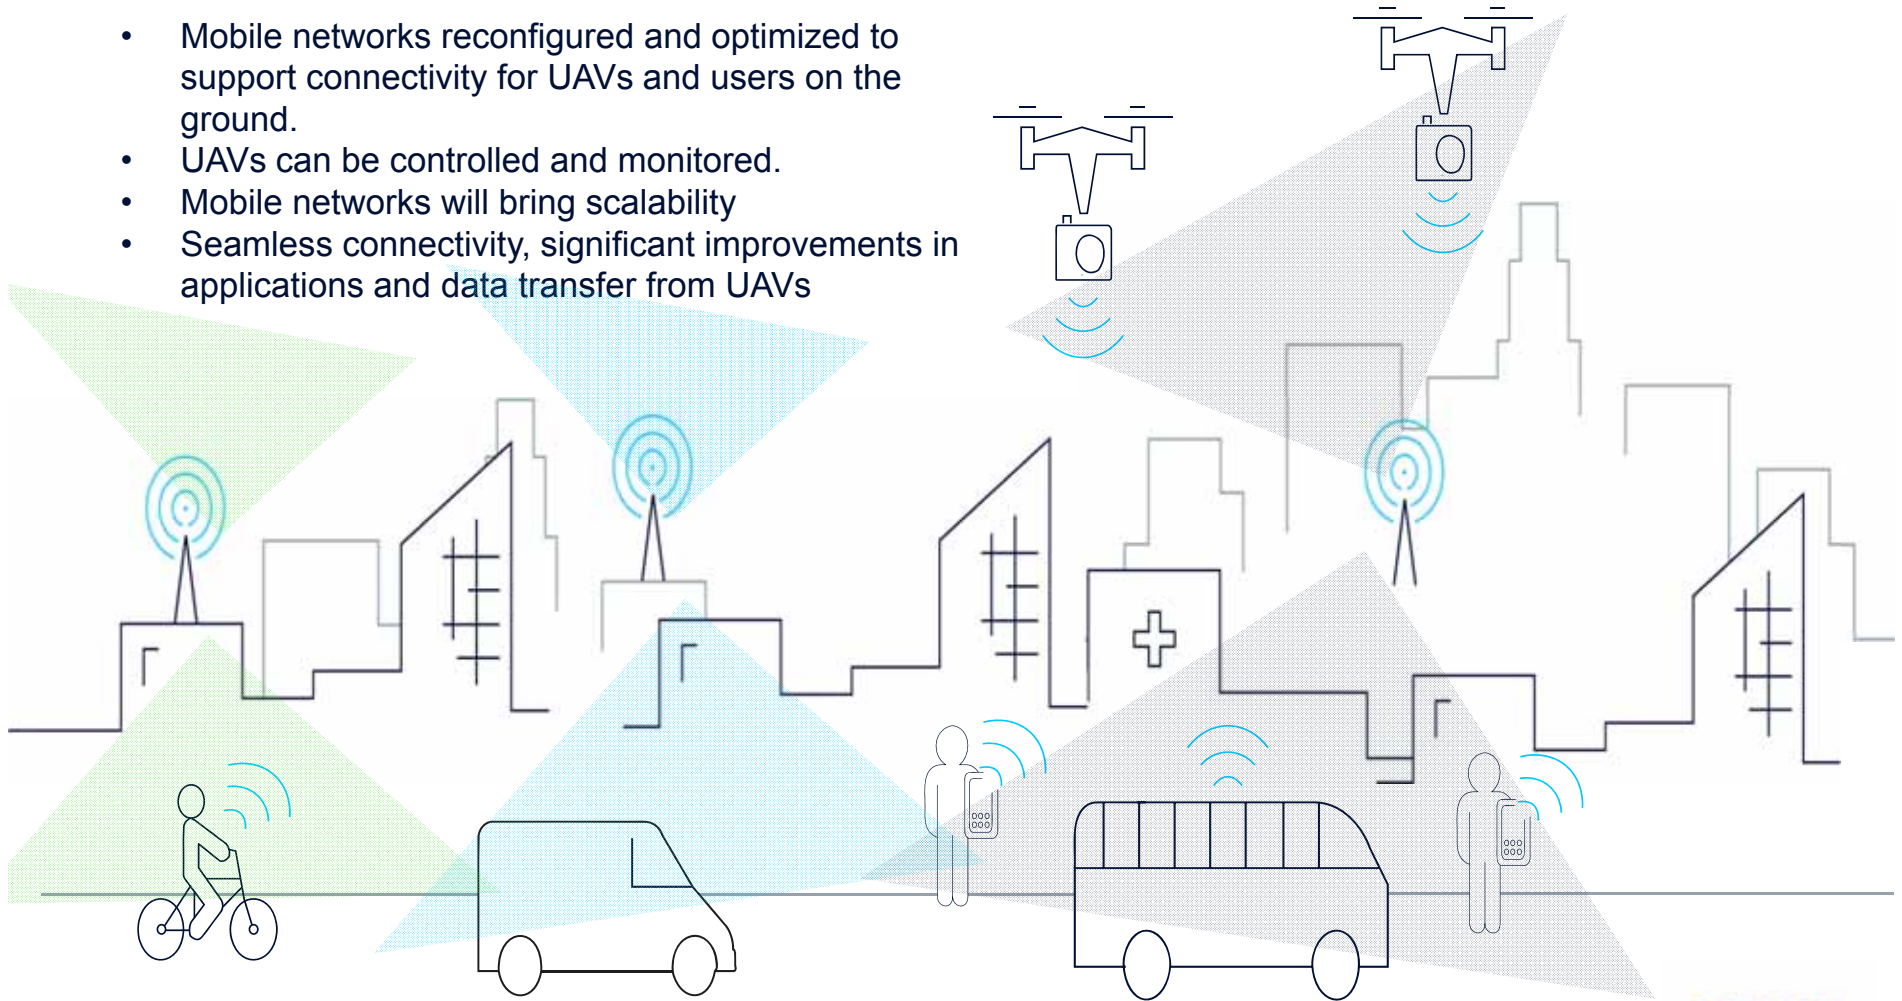 • Mobile networks reconfigured and optimized to
support connectivity for UAVs and users on the
ground.
• UAVs can be controlled and monitored.
• Mobile networks will bring scalability
• Seamless connectivity, significant improvements in
applications and data transfer from UAVs